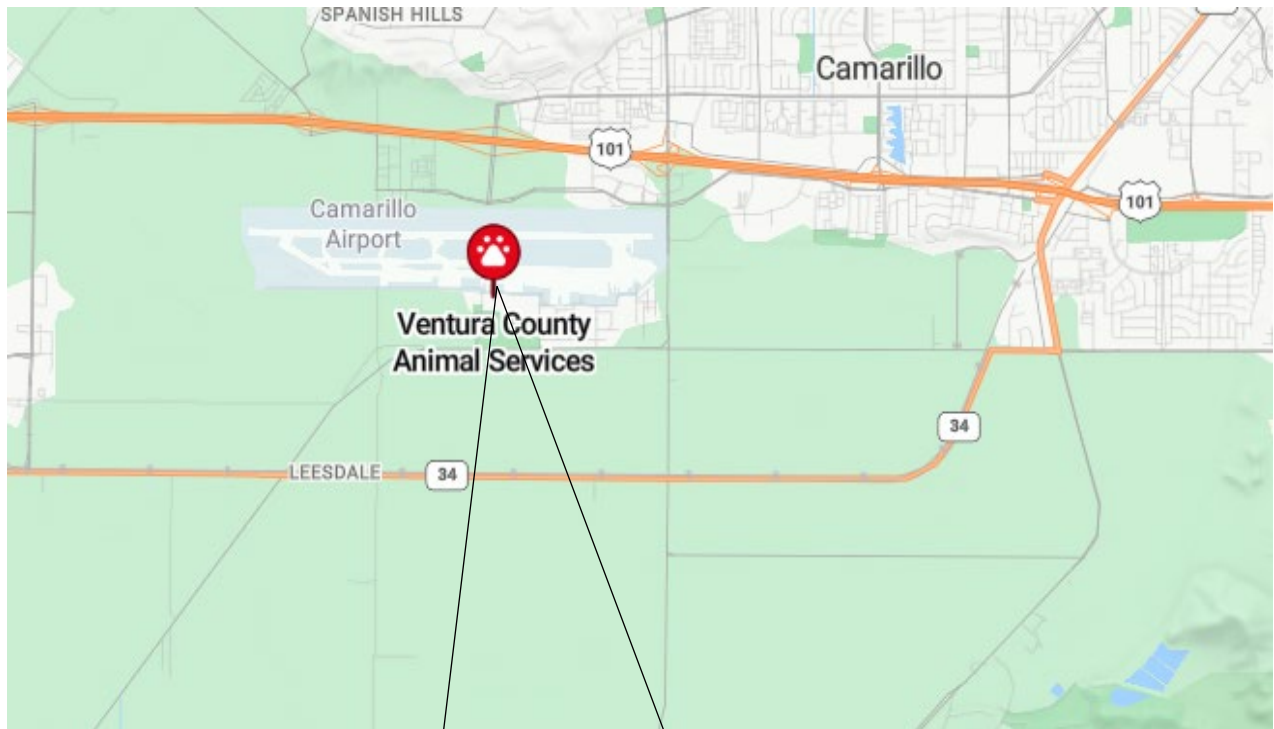 SPANISH HILLS
Camarillo
101
101
Camarillo
Airport
Ventura County
Animal Services
34
LEESDALE
34